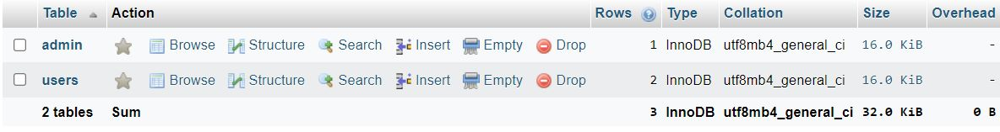 Table Action Rows Type Collation Size Overhead
admin Browse Structure Search Insert Empty Drop 1 InnoDB utf8mb4_general_ci 16.0 KiB -
users Browse Structure Search Insert Empty Drop 2 InnoDB utf8mb4_general_ci 16.0 KiB -
2 tables Sum 3 InnoDB utf8mb4_general_ci 32.0 KiB 0 B